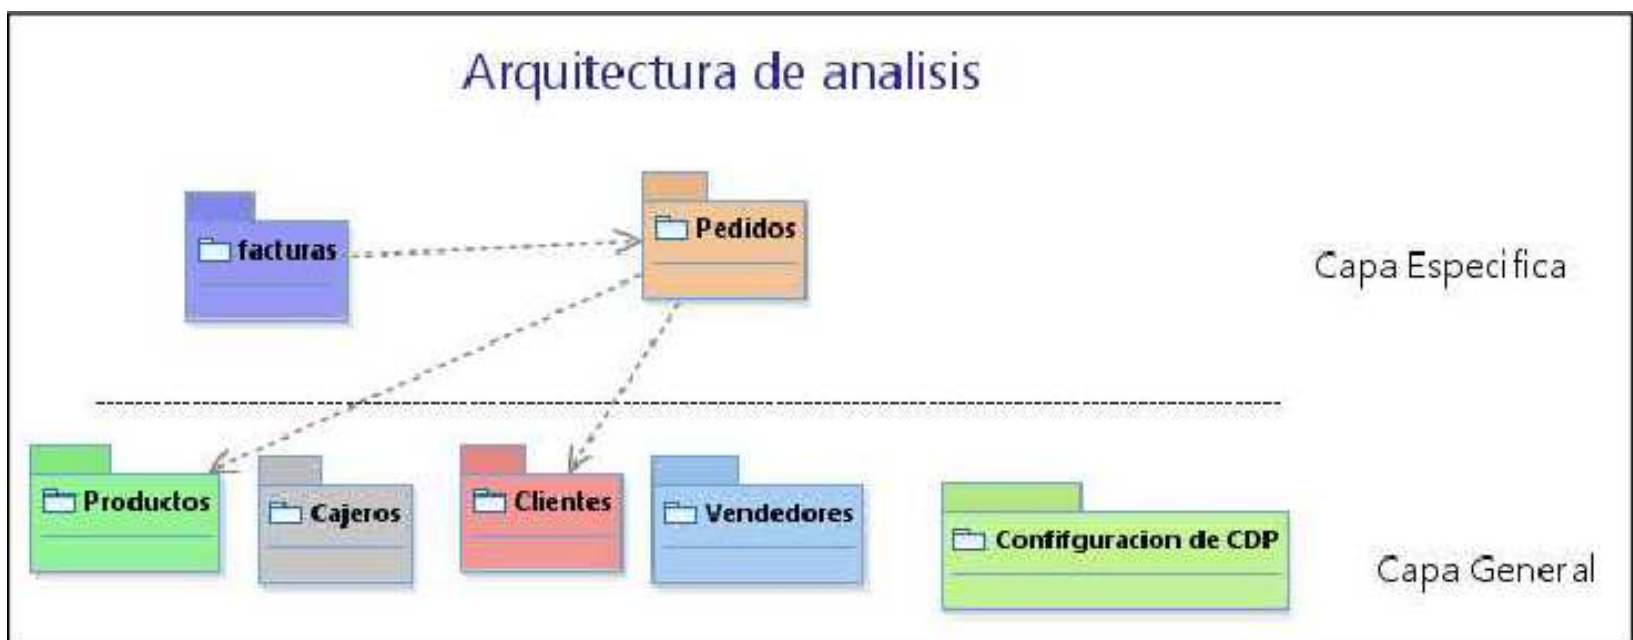 Arquitectura de analisis
facturas
Pedidos
Capa Especifica
Productos
Cajeros
Clientes
Vendedores
Confifguracion de CDP
Capa General